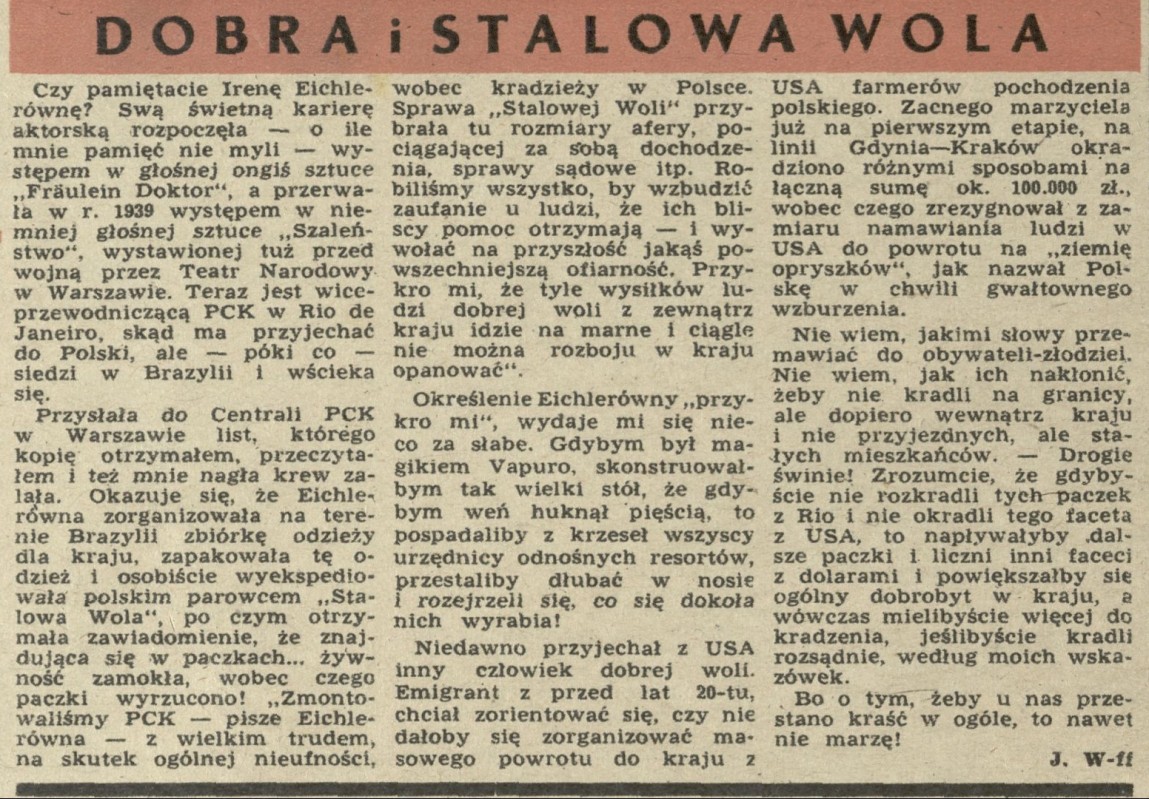 DOBRA i STALOWA WOLA
Czy pamiętacie Irenę Eichle-
równę? Swą świetną karierę
aktorską rozpoczęła — o ile
mnie pamięć nie myli — wy-
stępem w głośnej ongiś sztuce
„Fräulein Doktor“, a przerwa-
ła w r. 1939 występem w nie-
mniej głośnej sztuce „Szaleń-
stwo“, wystawionej tuż przed
wojną przez Teatr Narodowy
w Warszawie. Teraz jest wice-
przewodniczącą PCK w Rio de
Janeiro, skąd ma przyjechać
do Polski, ale — póki co —
siedzi w Brazylii i wścieka
się.
Przysłała do Centrali PCK
w Warszawie list, którego
kopię otrzymałem, przeczyta-
łem i też mnie nagła krew za-
lała. Okazuje się, że Eichle-
równa zorganizowała na tere-
nie Brazylii zbiórkę odzieży
dla kraju, zapakowała tę o-
dzież i osobiście wyekspedio-
wała polskim parowcem „Sta-
lowa Wola“, po czym otrzy-
mała zawiadomienie, że znaj-
dująca się w paczkach... żyw-
ność zamokła, wobec czego
paczki wyrzucono! „Zmonto-
waliśmy PCK — pisze Eichle-
równa — z wielkim trudem,
na skutek ogólnej nieufności,
wobec kradzieży w Polsce.
Sprawa „Stalowej Woli“ przy-
brała tu rozmiary afery, po-
ciągającej za sobą dochodze-
nia, sprawy sądowe itp. Ro-
biliśmy wszystko, by wzbudzić
zaufanie u ludzi, że ich bli-
scy pomoc otrzymają — i wy-
wołać na przyszłość jakąś po-
wszechniejszą ofiarność. Przy-
kro mi, że tyle wysiłków lu-
dzi dobrej woli z zewnątrz
kraju idzie na marne i ciągle
nie można rozboju w kraju
opanować“.
Określenie Eichlerówny „przy-
kro mi“, wydaje mi się nie-
co za słabe. Gdybym był ma-
gikiem Vapuro, skonstruował-
bym tak wielki stół, że gdy-
bym weń huknął pięścią, to
pospadaliby z krzeseł wszyscy
urzędnicy odnośnych resortów,
przestaliby dłubać w nosie
i rozejrzeli się, co się dokoła
nich wyrabia!
Niedawno przyjechał z USA
inny człowiek dobrej woli.
Emigrant z przed lat 20-tu,
chciał zorientować się, czy nie
dałoby się zorganizować ma-
sowego powrotu do kraju z
USA farmerów pochodzenia
polskiego. Zacnego marzyciela
już na pierwszym etapie, na
linii Gdynia—Kraków okra-
dziono różnymi sposobami na
łączną sumę ok. 100.000 zł.,
wobec czego zrezygnował z za-
miaru namawiania ludzi w
USA do powrotu na „ziemię
opryszków“, jak nazwał Pol-
skę w chwili gwałtownego
wzburzenia.
Nie wiem, jakimi słowy prze-
mawiać do obywateli-złodziei.
Nie wiem, jak ich nakłonić,
żeby nie kradli na granicy,
ale dopiero wewnątrz kraju
i nie przyjezdnych, ale sta-
łych mieszkańców. — Drogie
świnie! Zrozumcie, że gdyby-
ście nie rozkradli tych paczek
z Rio i nie okradli tego faceta
z USA, to napływałyby dal-
sze paczki i liczni inni faceci
z dolarami i powiększałby się
ogólny dobrobyt w kraju, a
wówczas mielibyście więcej do
kradzenia, jeślibyście kradli
rozsądnie, według moich wska-
zówek.
Bo o tym, żeby u nas prze-
stano kraść w ogóle, to nawet
nie marzę!
J. W-ff